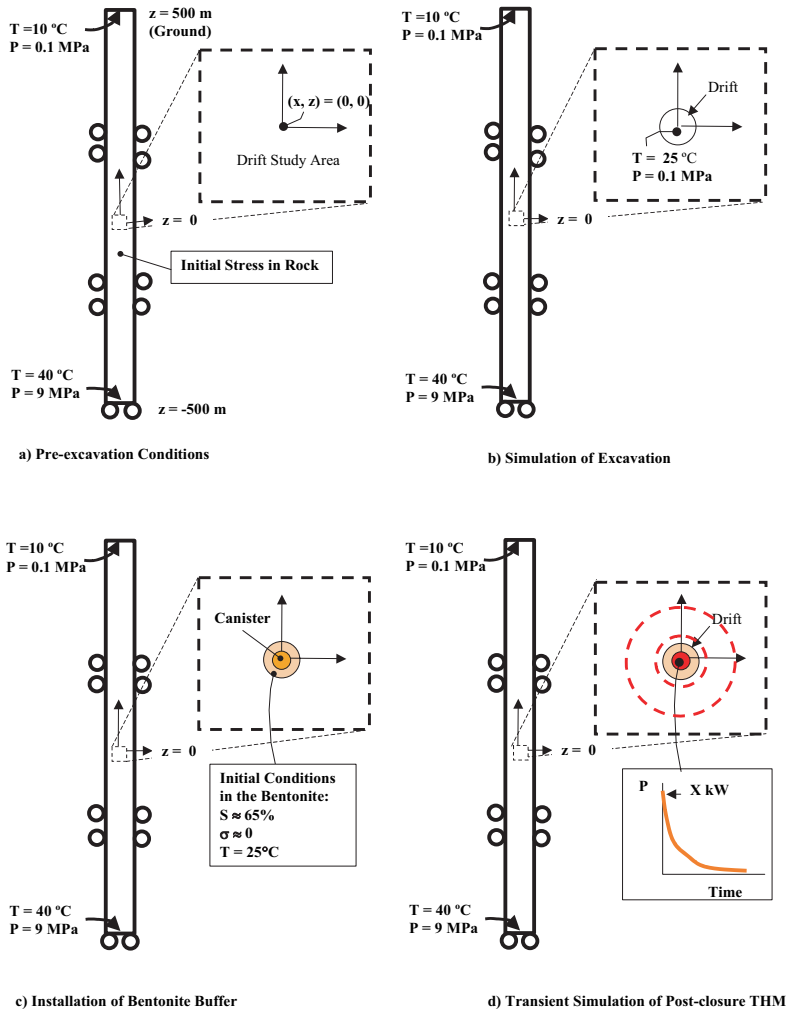 T =10 ºC
P = 0.1 MPa
z = 500 m
(Ground)
(x, z) = (0, 0)
Drift Study Area
z = 0
Initial Stress in Rock
T = 40 ºC
P = 9 MPa
z = -500 m
a) Pre-excavation Conditions
T =10 ºC
P = 0.1 MPa
Drift
T = 25 ºC
P = 0.1 MPa
z = 0
T = 40 ºC
P = 9 MPa
b) Simulation of Excavation
T =10 ºC
P = 0.1 MPa
Canister
z = 0
Initial Conditions
in the Bentonite:
S ≈ 65%
σ ≈ 0
T = 25°C
T = 40 ºC
P = 9 MPa
c) Installation of Bentonite Buffer
T =10 ºC
P = 0.1 MPa
Drift
z = 0
P
X kW
Time
T = 40 ºC
P = 9 MPa
d) Transient Simulation of Post-closure THM